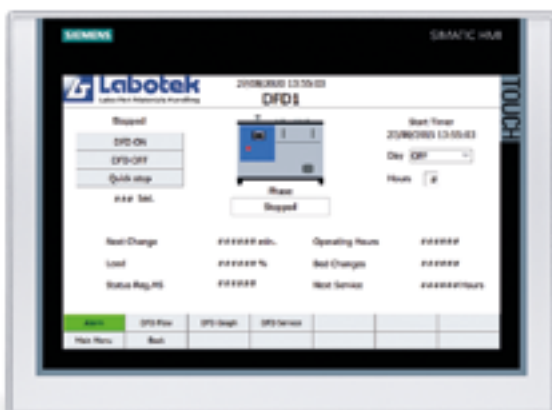 SIEMENS
SIMATIC HMI
TOUCH
Labotek
DFD1
Stopped
DFD ON
DFD OFF
Quick stop
Start Timer
Day OFF
Hours #
Phase
Stopped
Next Change ###### min. Operating Hours ######
Load ###### % Bed Changes ######
Status Reg. ###### Next Service ###### Hours
Alarm DFD Flow DFD Graph DFD Service
Main Menu Back